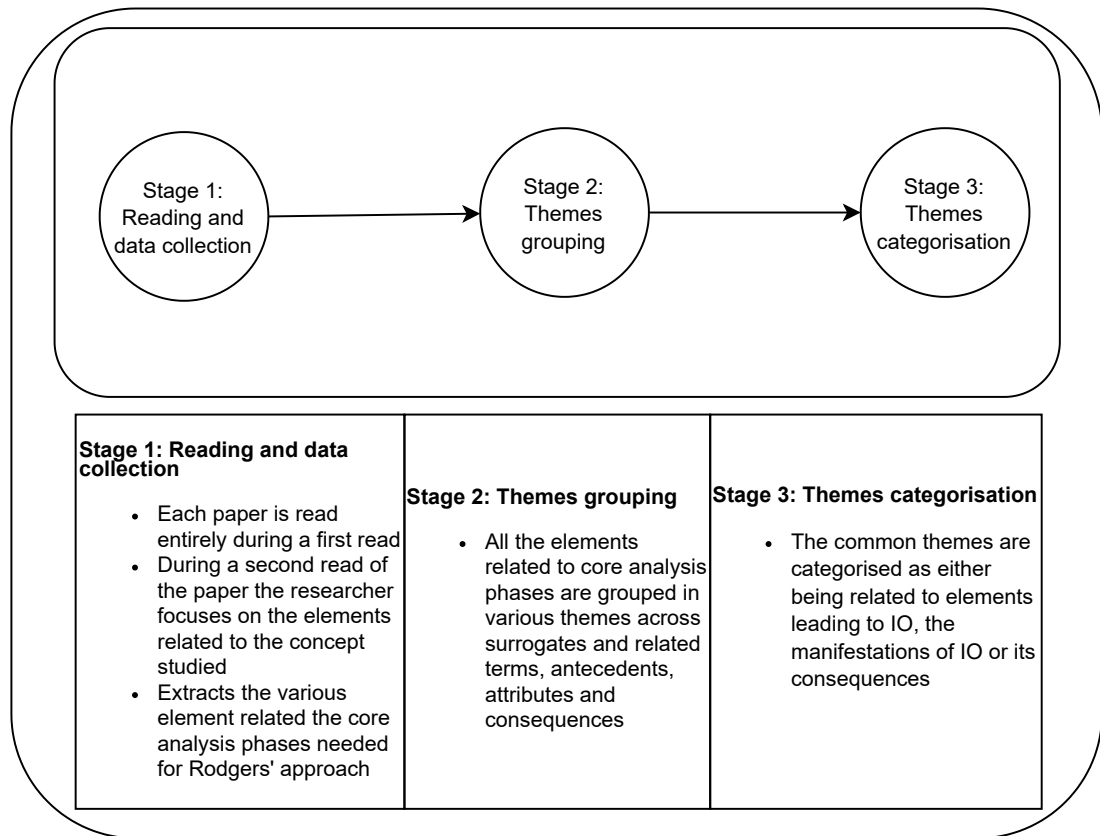 Stage 1:
Reading and
data collection
Stage 2:
Themes
grouping
Stage 3:
Themes
categorisation
Stage 1: Reading and data
collection
• Each paper is read
entirely during a first read
• During a second read of
the paper the researcher
focuses on the elements
related to the concept
studied
• Extracts the various
element related the core
analysis phases needed
for Rodgers' approach
Stage 2: Themes grouping
• All the elements
related to core analysis
phases are grouped in
various themes across
surrogates and related
terms, antecedents,
attributes and
consequences
Stage 3: Themes categorisation
• The common themes are
categorised as either
being related to elements
leading to IO, the
manifestations of IO or its
consequences